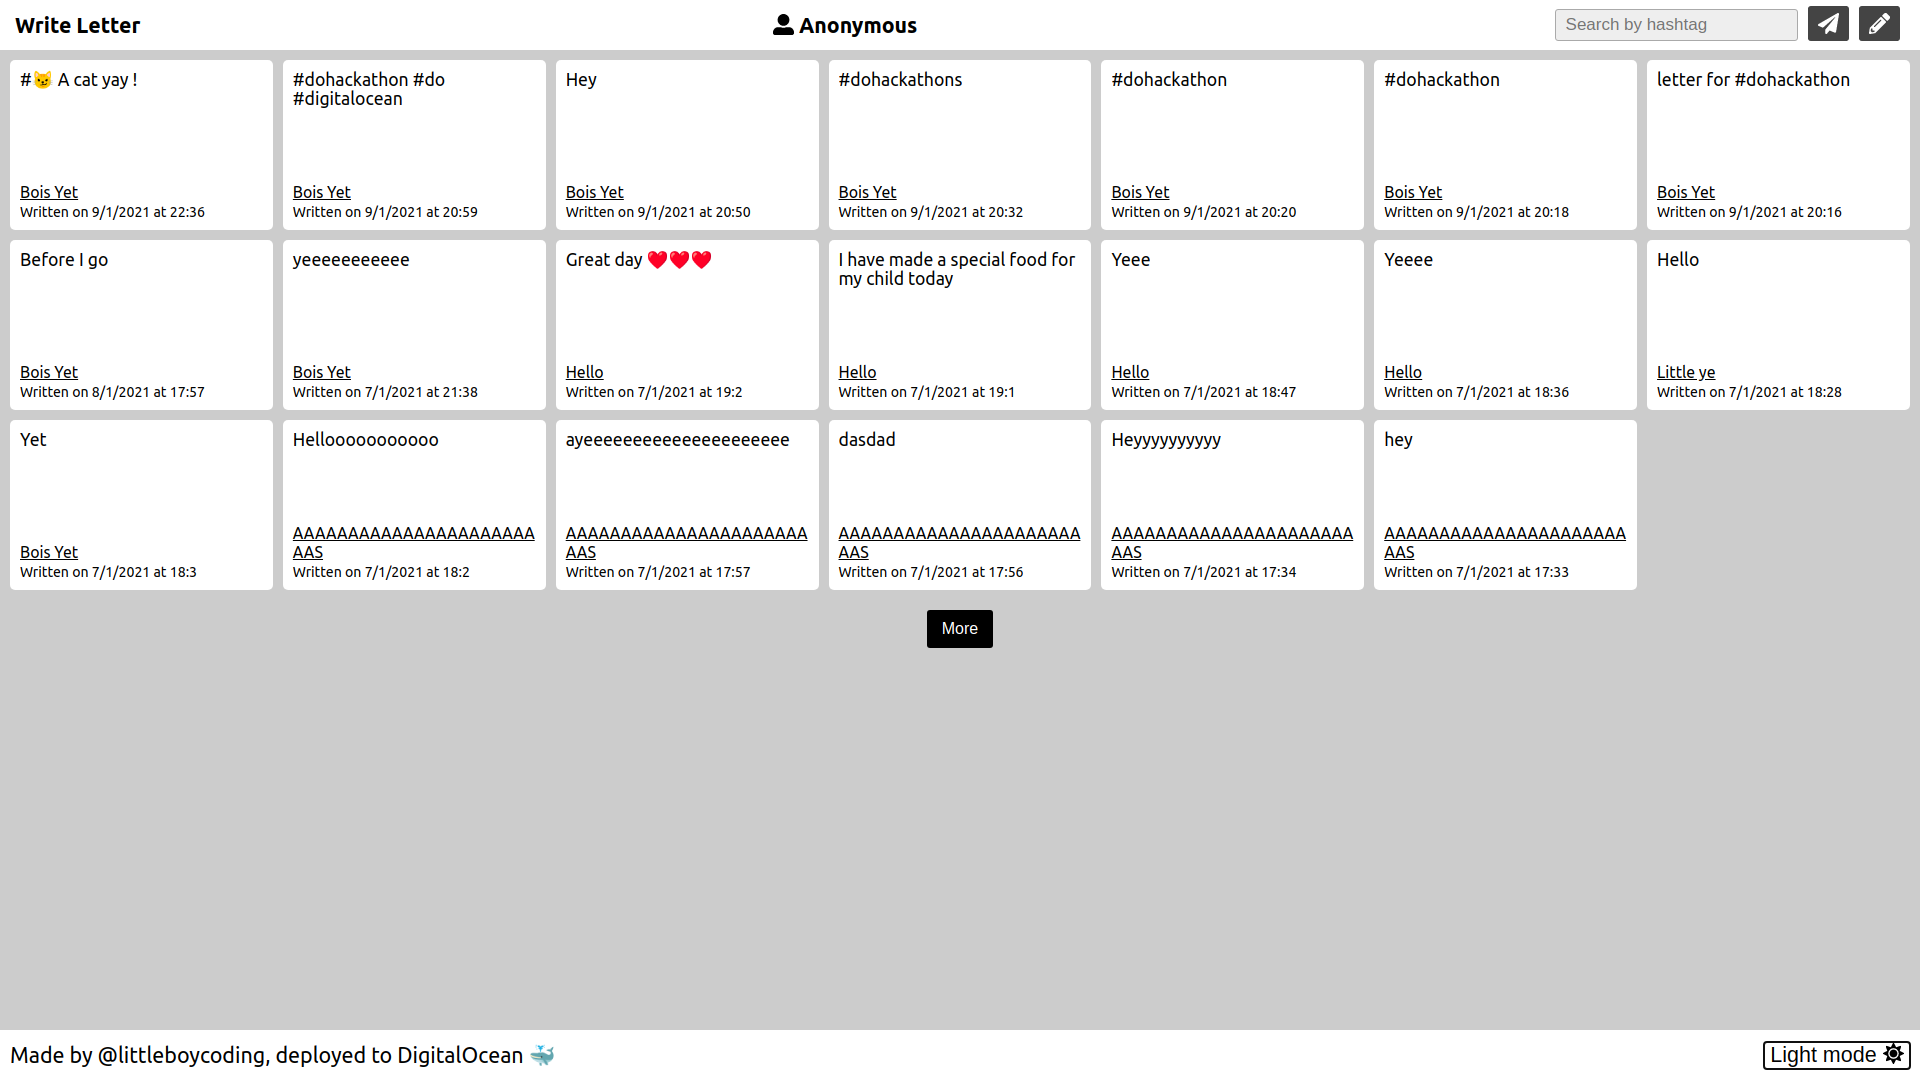 Write Letter
Anonymous
Search by hashtag
#😼 A cat yay !
Bois Yet
Written on 9/1/2021 at 22:36
#dohackathon #do
#digitalocean
Bois Yet
Written on 9/1/2021 at 20:59
Hey
Bois Yet
Written on 9/1/2021 at 20:50
#dohackathons
Bois Yet
Written on 9/1/2021 at 20:32
#dohackathon
Bois Yet
Written on 9/1/2021 at 20:20
#dohackathon
Bois Yet
Written on 9/1/2021 at 20:18
letter for #dohackathon
Bois Yet
Written on 9/1/2021 at 20:16
Before I go
Bois Yet
Written on 8/1/2021 at 17:57
yeeeeeeeeeee
Bois Yet
Written on 7/1/2021 at 21:38
Great day ❤️❤️❤️
Hello
Written on 7/1/2021 at 19:2
I have made a special food for
my child today
Hello
Written on 7/1/2021 at 19:1
Yeee
Hello
Written on 7/1/2021 at 18:47
Yeeee
Hello
Written on 7/1/2021 at 18:36
Hello
Little ye
Written on 7/1/2021 at 18:28
Yet
Bois Yet
Written on 7/1/2021 at 18:3
Hellooooooooooo
AAAAAAAAAAAAAAAAAAAAAA
AAS
Written on 7/1/2021 at 18:2
ayeeeeeeeeeeeeeeeeeeeee
AAAAAAAAAAAAAAAAAAAAAA
AAS
Written on 7/1/2021 at 17:57
dasdad
AAAAAAAAAAAAAAAAAAAAAA
AAS
Written on 7/1/2021 at 17:56
Heyyyyyyyyyy
AAAAAAAAAAAAAAAAAAAAAA
AAS
Written on 7/1/2021 at 17:34
hey
AAAAAAAAAAAAAAAAAAAAAA
AAS
Written on 7/1/2021 at 17:33
More
Made by @littleboycoding, deployed to DigitalOcean 🐳
Light mode